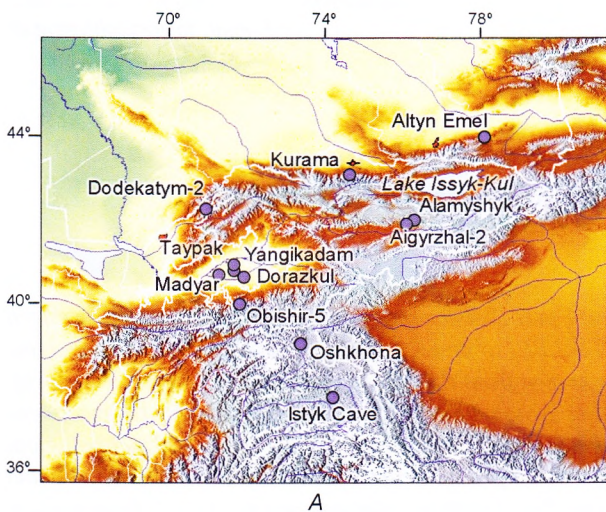 70° 74° 78°
44°
Altyn Emel
Kurama
Lake Issyk-Kul
Dodekatym-2
Alamyshyk
Aigyrzhal-2
Taypak
Yangikadam
Madyar
Dorazkul
40°
Obishir-5
Oshkhona
Istyk Cave
36°
A